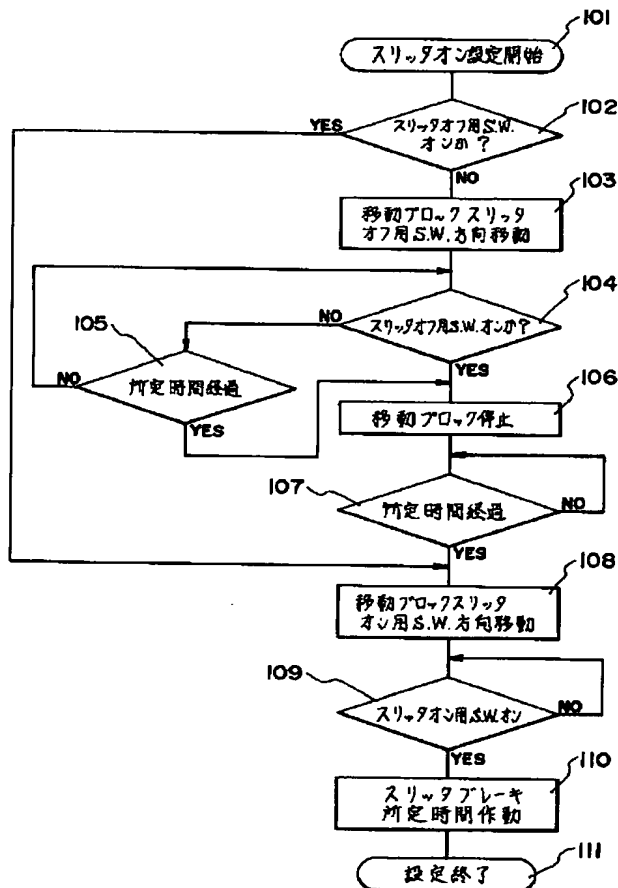 101
スリッタオン設定開始
102
スリッタオフ用S.W.
オンか?
YES
NO
103
移動ブロックスリッタ
オフ用S.W.方向移動
104
スリッタオフ用S.W.オンか?
NO
YES
105
所定時間経過
NO
YES
106
移動ブロック停止
107
所定時間経過
NO
YES
108
移動ブロックスリッタ
オン用S.W.方向移動
109
スリッタオン用S.W.オン
NO
YES
110
スリッタブレーキ
所定時間作動
111
設定終了